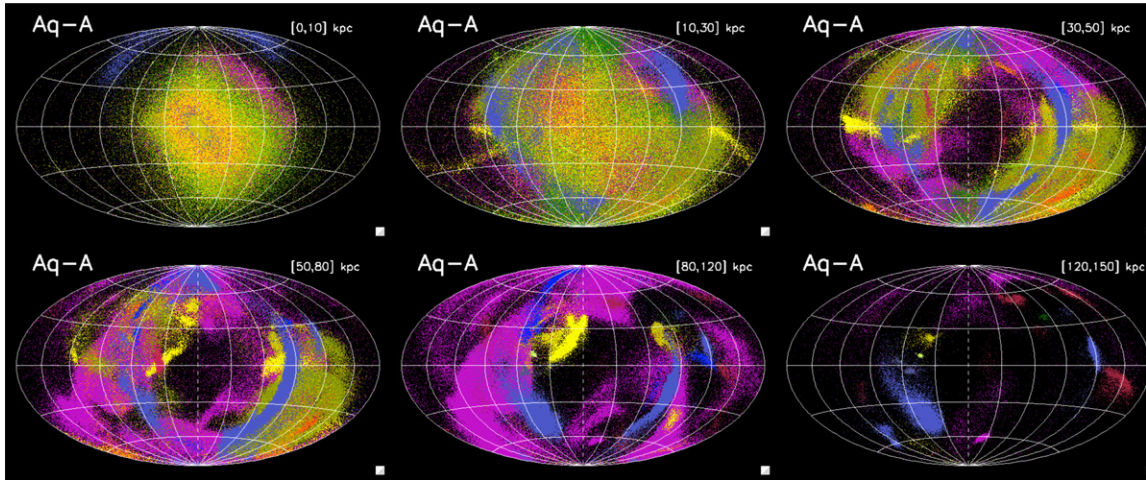 Aq-A [0,10] kpc
Aq-A [10,30] kpc
Aq-A [30,50] kpc
Aq-A [50,80] kpc
Aq-A [80,120] kpc
Aq-A [120,150] kpc